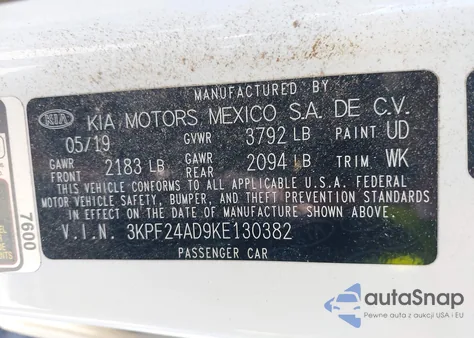 MANUFACTURED BY
KIA KIA MOTORS MEXICO S.A. DE C.V.
05/19 GVWR 3792 LB PAINT UD
GAWR FRONT 2183 LB GAWR REAR 2094 LB TRIM WK
THIS VEHICLE CONFORMS TO ALL APPLICABLE U.S.A. FEDERAL
MOTOR VEHICLE SAFETY, BUMPER, AND THEFT PREVENTION STANDARDS
IN EFFECT ON THE DATE OF MANUFACTURE SHOWN ABOVE.
V.I.N. 3KPF24AD9KE130382
PASSENGER CAR
7600
autoSnap
Pewne auta z aukcji USA i EU